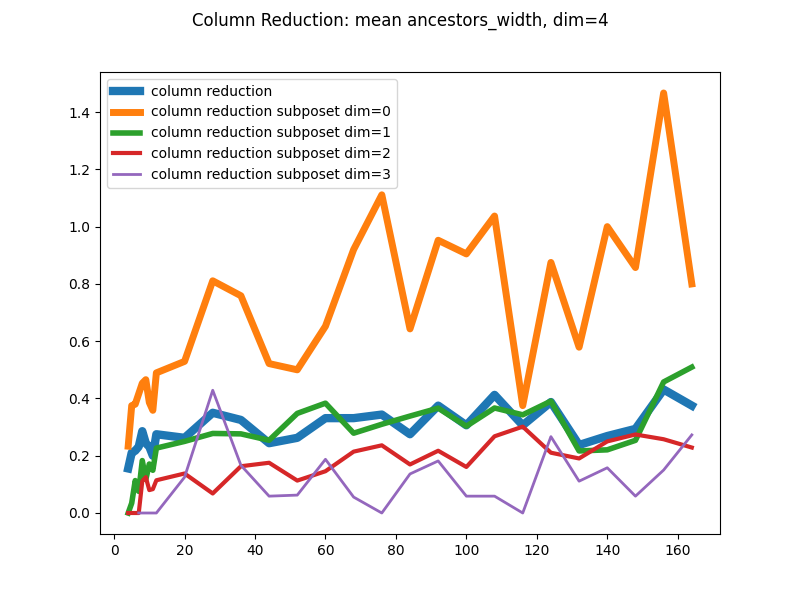 Column Reduction: mean ancestors_width, dim=4
column reduction
column reduction subposet dim=0
column reduction subposet dim=1
column reduction subposet dim=2
column reduction subposet dim=3
1.4
1.2
1.0
0.8
0.6
0.4
0.2
0.0
0 20 40 60 80 100 120 140 160